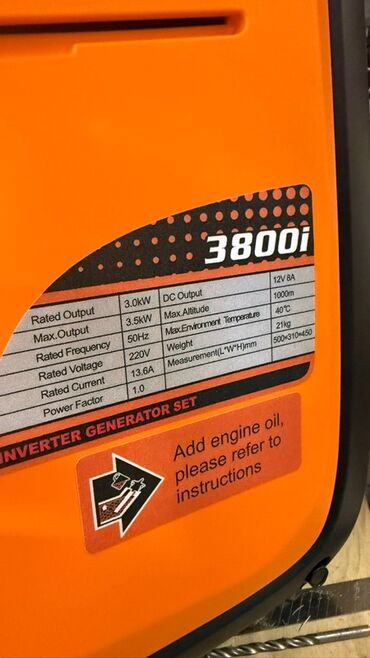 3800i
Rated Output 3.0kW DC Output 12V 8A
Max.Output 3.5kW Max.Altitude 1000m
Rated Frequency 50Hz Max.Environment Temperature 40℃
Rated Voltage 220V Weight 21kg
Rated Current 13.6A Measurement(L*W*H)mm 500×310×450
Power Factor 1.0
INVERTER GENERATOR SET
Add engine oil,
please refer to
instructions